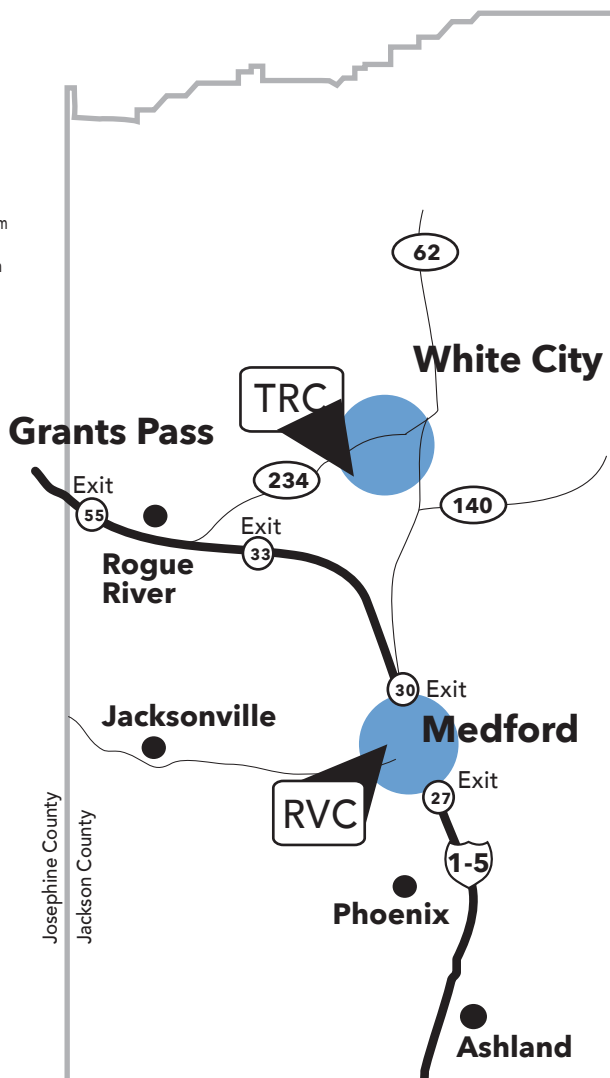 m
n
62
White City
TRC
Grants Pass
234
Exit
55
140
Exit
33
Rogue
River
30
Exit
Jacksonville
Medford
Exit
27
RVC
Josephine County
Jackson County
1-5
Phoenix
Ashland